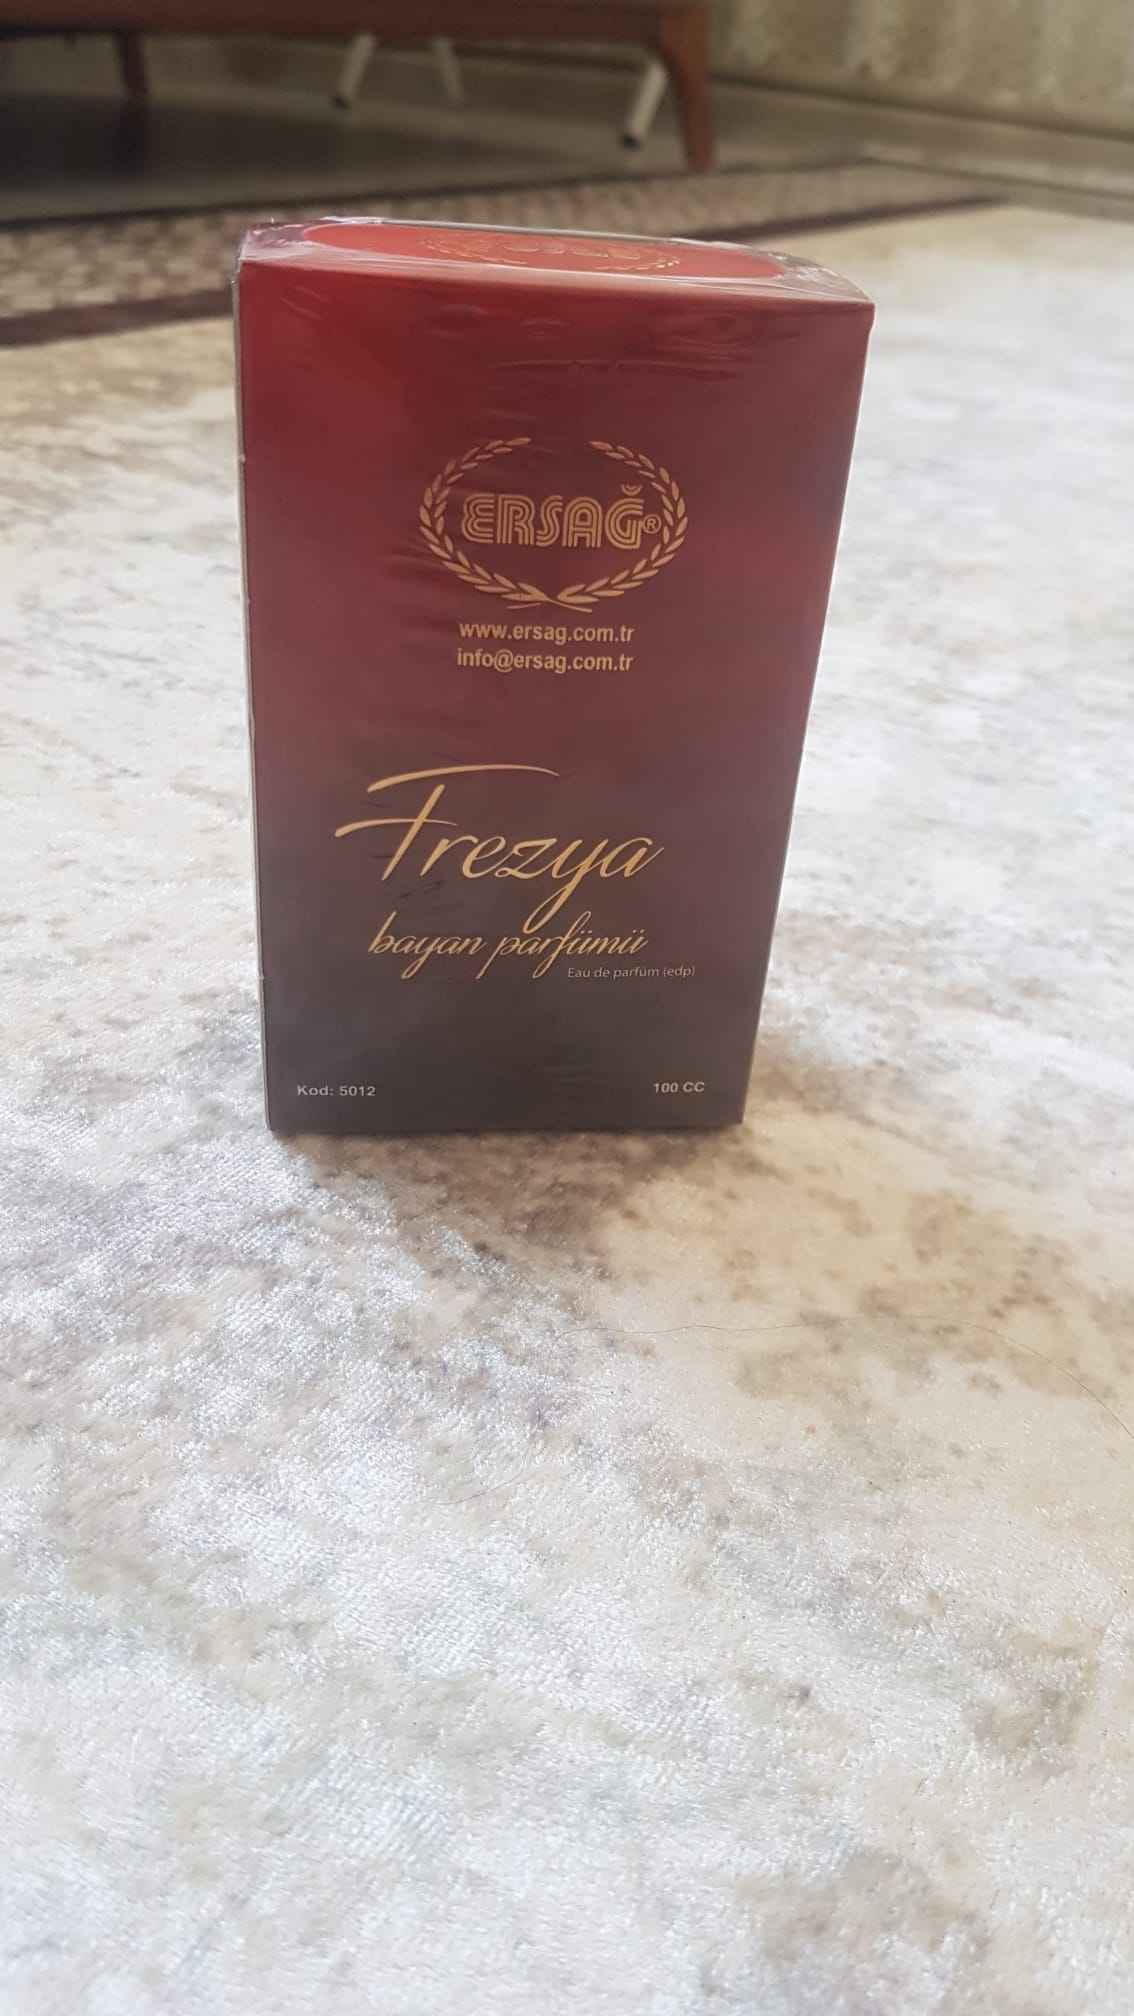 ERSAĞ®
www.ersag.com.tr
info@ersag.com.tr
Frezya
bayan parfümü
Eau de parfüm (edp)
Kod: 5012
100 CC